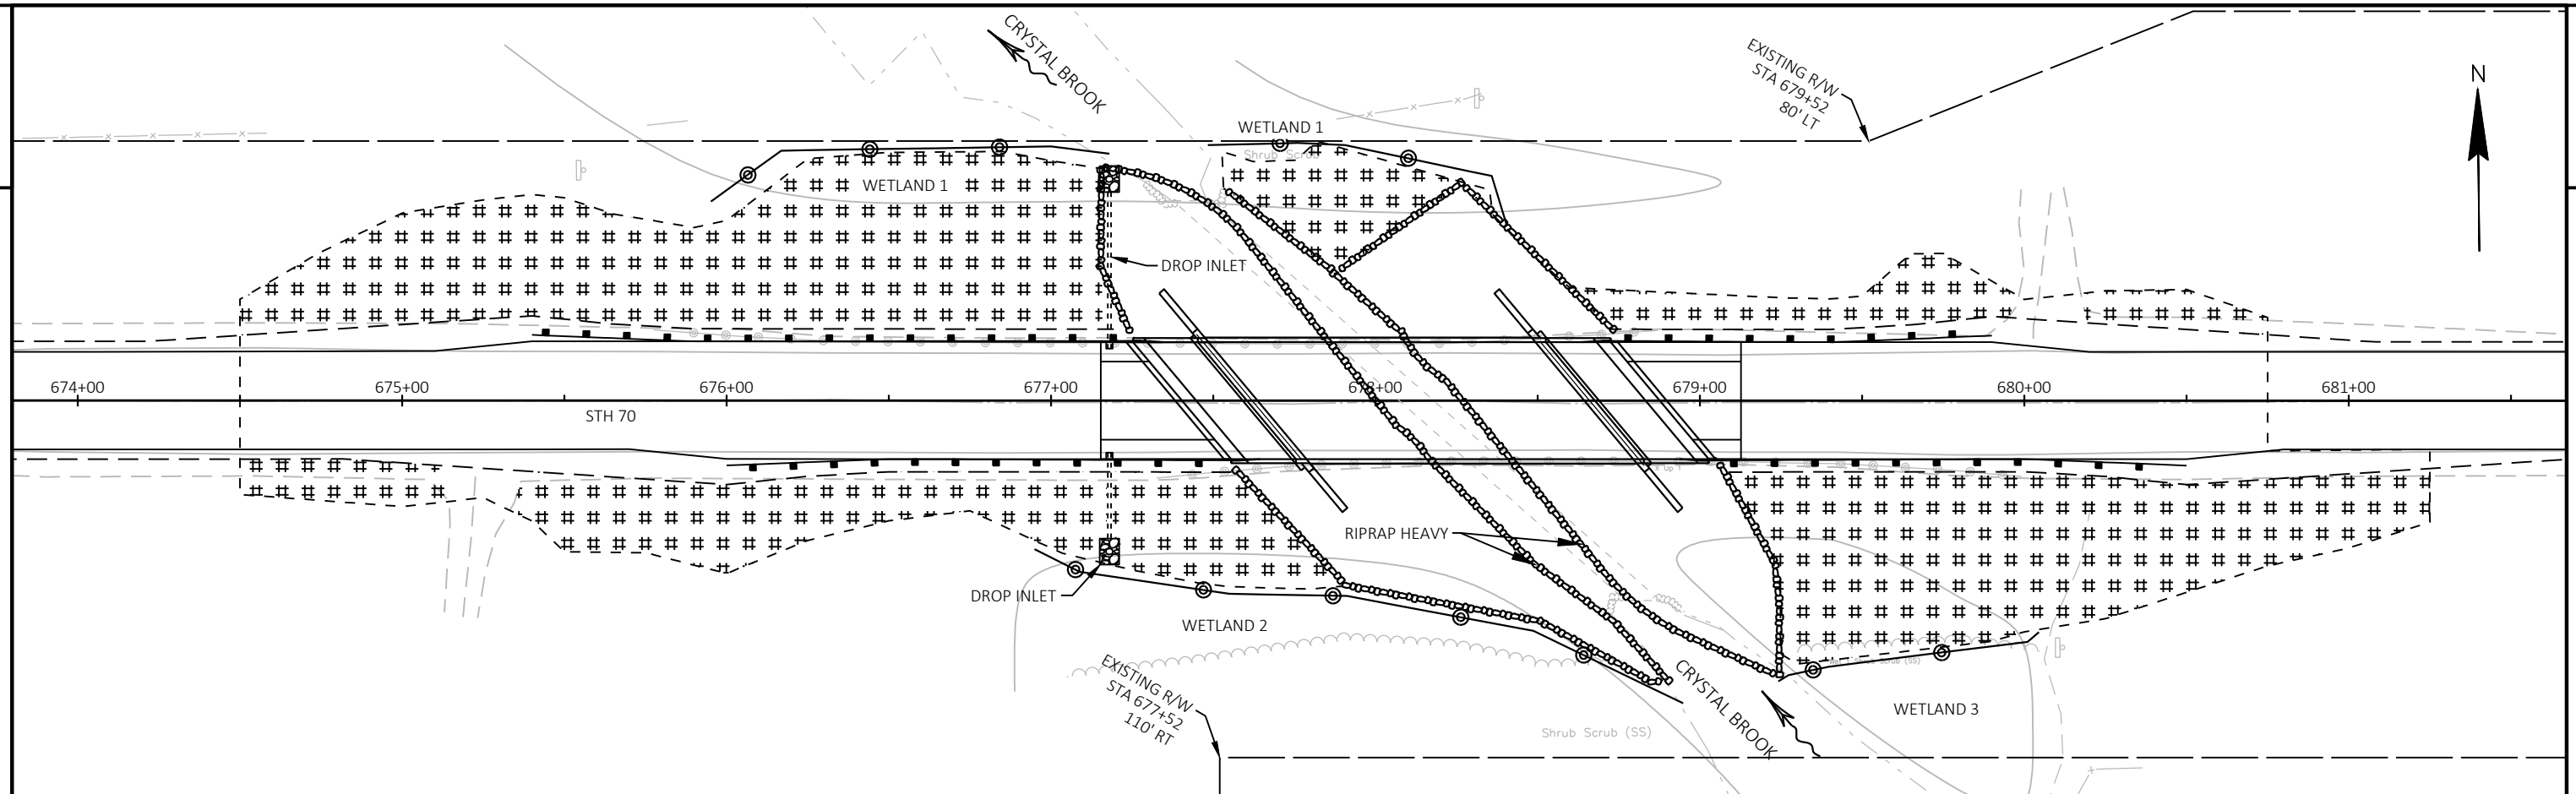 CRYSTAL BROOK
EXISTING R/W
STA 679+52
80' LT
N
WETLAND 1
Shrub Scrub
WETLAND 1
DROP INLET
674+00
675+00
676+00
677+00
678+00
679+00
680+00
681+00
STH 70
RIPRAP HEAVY
DROP INLET
WETLAND 2
EXISTING R/W
STA 677+52
110' RT
CRYSTAL BROOK
WETLAND 3
Shrub Scrub (SS)